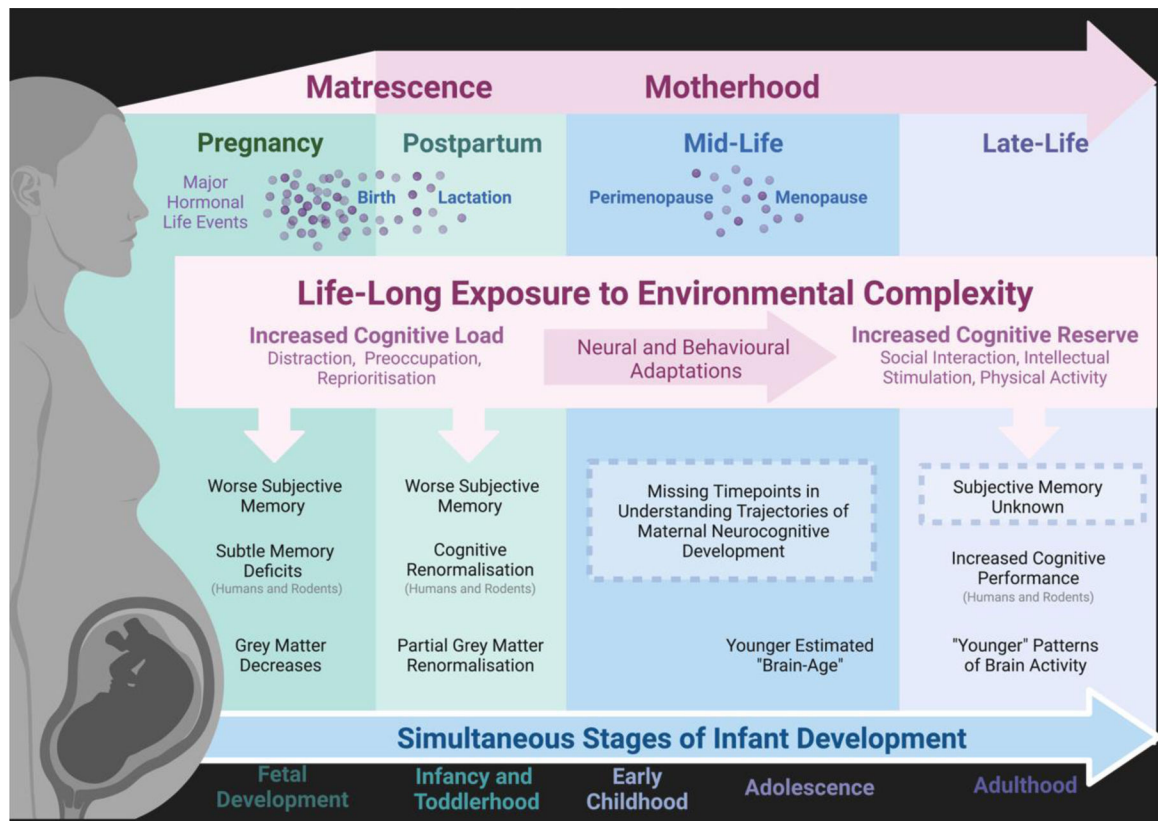 Matrescence
Motherhood
Pregnancy
Postpartum
Mid-Life
Late-Life
Major
Hormonal
Life Events
Birth
Lactation
Perimenopause
Menopause
Life-Long Exposure to Environmental Complexity
Increased Cognitive Load
Distraction, Preoccupation,
Reprioritisation
Neural and Behavioural
Adaptations
Increased Cognitive Reserve
Social Interaction, Intellectual
Stimulation, Physical Activity
Worse Subjective
Memory
Subtle Memory
Deficits
(Humans and Rodents)
Grey Matter
Decreases
Worse Subjective
Memory
Cognitive
Renormalisation
(Humans and Rodents)
Partial Grey Matter
Renormalisation
Missing Timepoints in
Understanding Trajectories of
Maternal Neurocognitive
Development
Younger Estimated
"Brain-Age"
Subjective Memory
Unknown
Increased Cognitive
Performance
(Humans and Rodents)
"Younger" Patterns
of Brain Activity
Simultaneous Stages of Infant Development
Fetal
Development
Infancy and
Toddlerhood
Early
Childhood
Adolescence
Adulthood